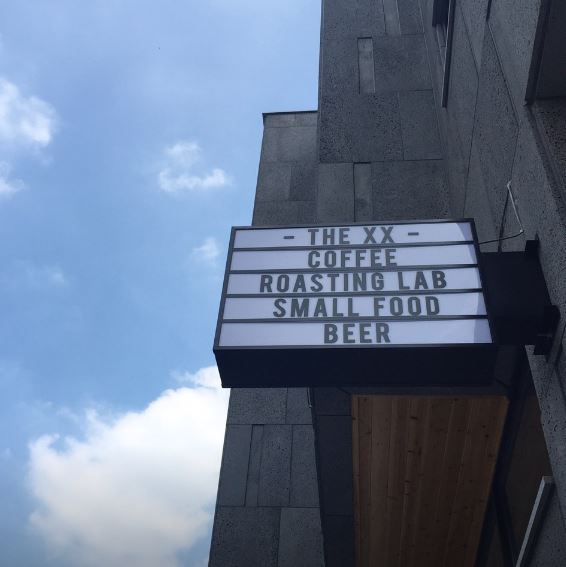 - THE XX -
COFFEE
ROASTING LAB
SMALL FOOD
BEER